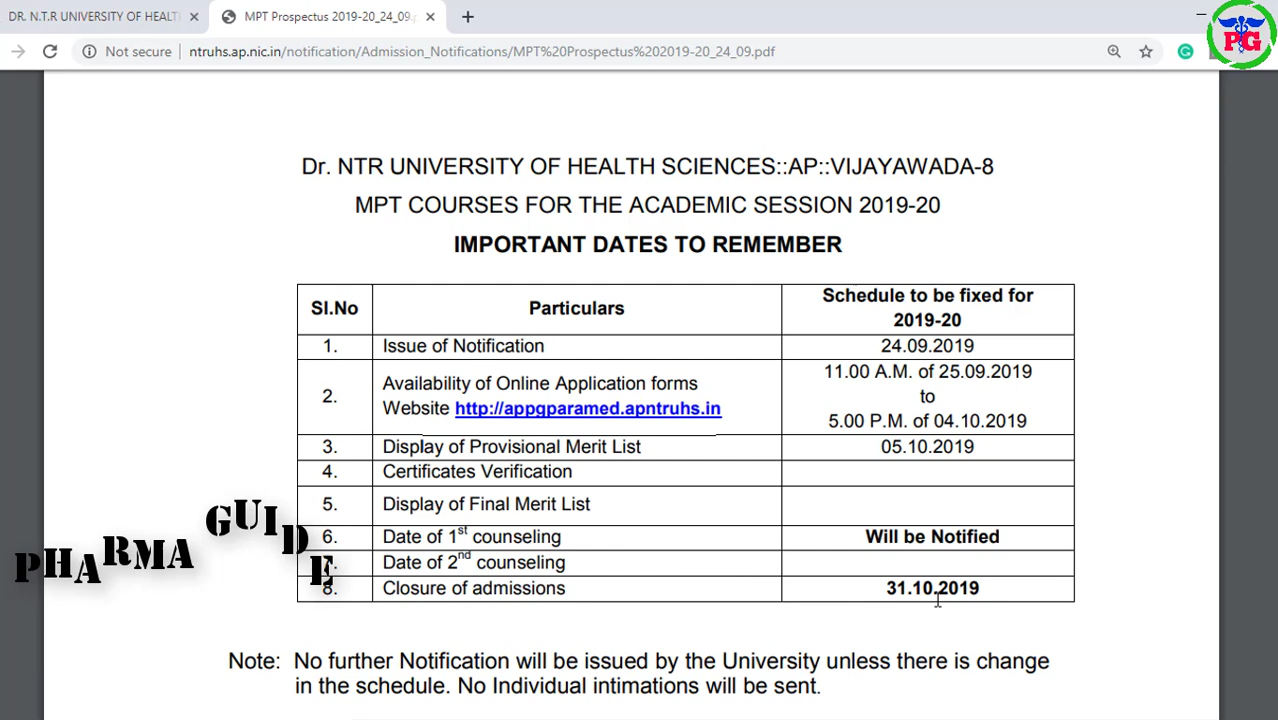 DR. N.T.R UNIVERSITY OF HEALT
MPT Prospectus 2019-20_24_09.
Not secure
ntruhs.ap.nic.in/notification/Admission_Notifications/MPT%20Prospectus%202019-20_24_09.pdf
PG
Dr. NTR UNIVERSITY OF HEALTH SCIENCES::AP::VIJAYAWADA-8
MPT COURSES FOR THE ACADEMIC SESSION 2019-20
IMPORTANT DATES TO REMEMBER
Sl.No Particulars Schedule to be fixed for
2019-20
1. Issue of Notification 24.09.2019
2. Availability of Online Application forms
Website http://appgparamed.apntruhs.in
11.00 A.M. of 25.09.2019
to
5.00 P.M. of 04.10.2019
3. Display of Provisional Merit List 05.10.2019
4. Certificates Verification
5. Display of Final Merit List
6. Date of 1st counseling Will be Notified
Date of 2nd counseling
8. Closure of admissions 31.10.2019
PHARMA GUIDE
Note: No further Notification will be issued by the University unless there is change
in the schedule. No Individual intimations will be sent.